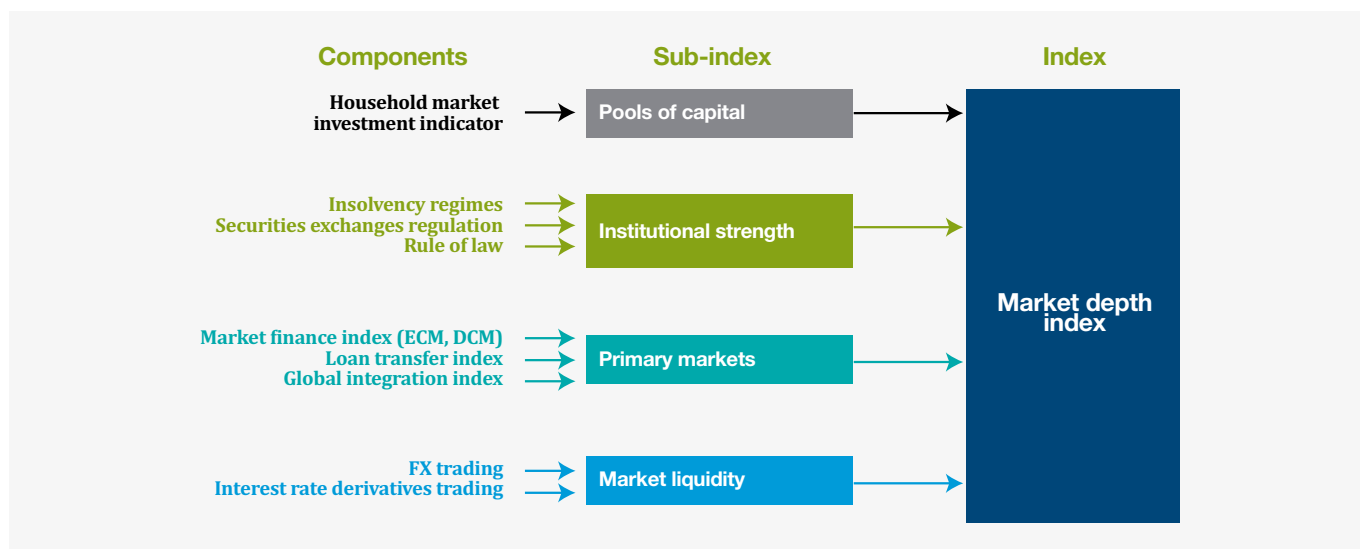 Components
Sub-index
Index
Household market
investment indicator
Pools of capital
Insolvency regimes
Securities exchanges regulation
Rule of law
Institutional strength
Market finance index (ECM, DCM)
Loan transfer index
Global integration index
Primary markets
FX trading
Interest rate derivatives trading
Market liquidity
Market depth
index